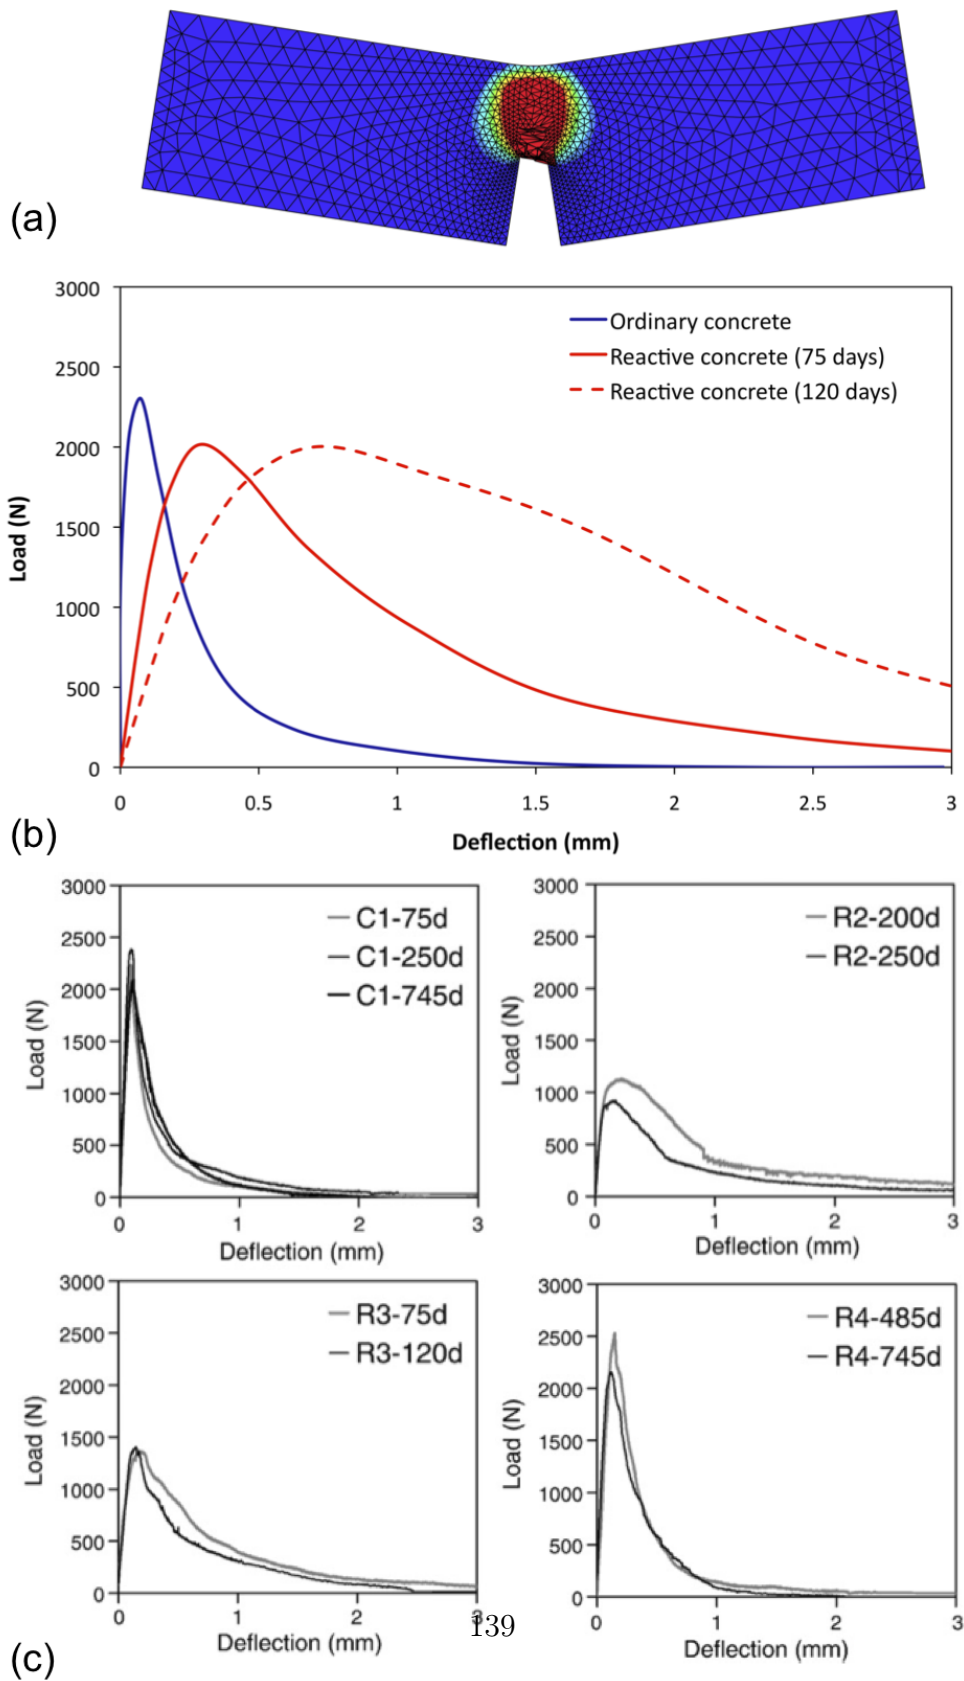 (a)
3000
2500
2000
1500
1000
500
0
Load (N)
Ordinary concrete
Reactive concrete (75 days)
Reactive concrete (120 days)
0 0.5 1 1.5 2 2.5 3
Deflection (mm)
(b)
3000
2500
2000
1500
1000
500
0
Load (N)
C1-75d
C1-250d
C1-745d
0 1 2 3
Deflection (mm)
3000
2500
2000
1500
1000
500
0
Load (N)
R2-200d
R2-250d
0 1 2 3
Deflection (mm)
3000
2500
2000
1500
1000
500
0
Load (N)
R3-75d
R3-120d
0 1 2 3
Deflection (mm)
3000
2500
2000
1500
1000
500
0
Load (N)
R4-485d
R4-745d
0 1 2 3
Deflection (mm)
139
(c)